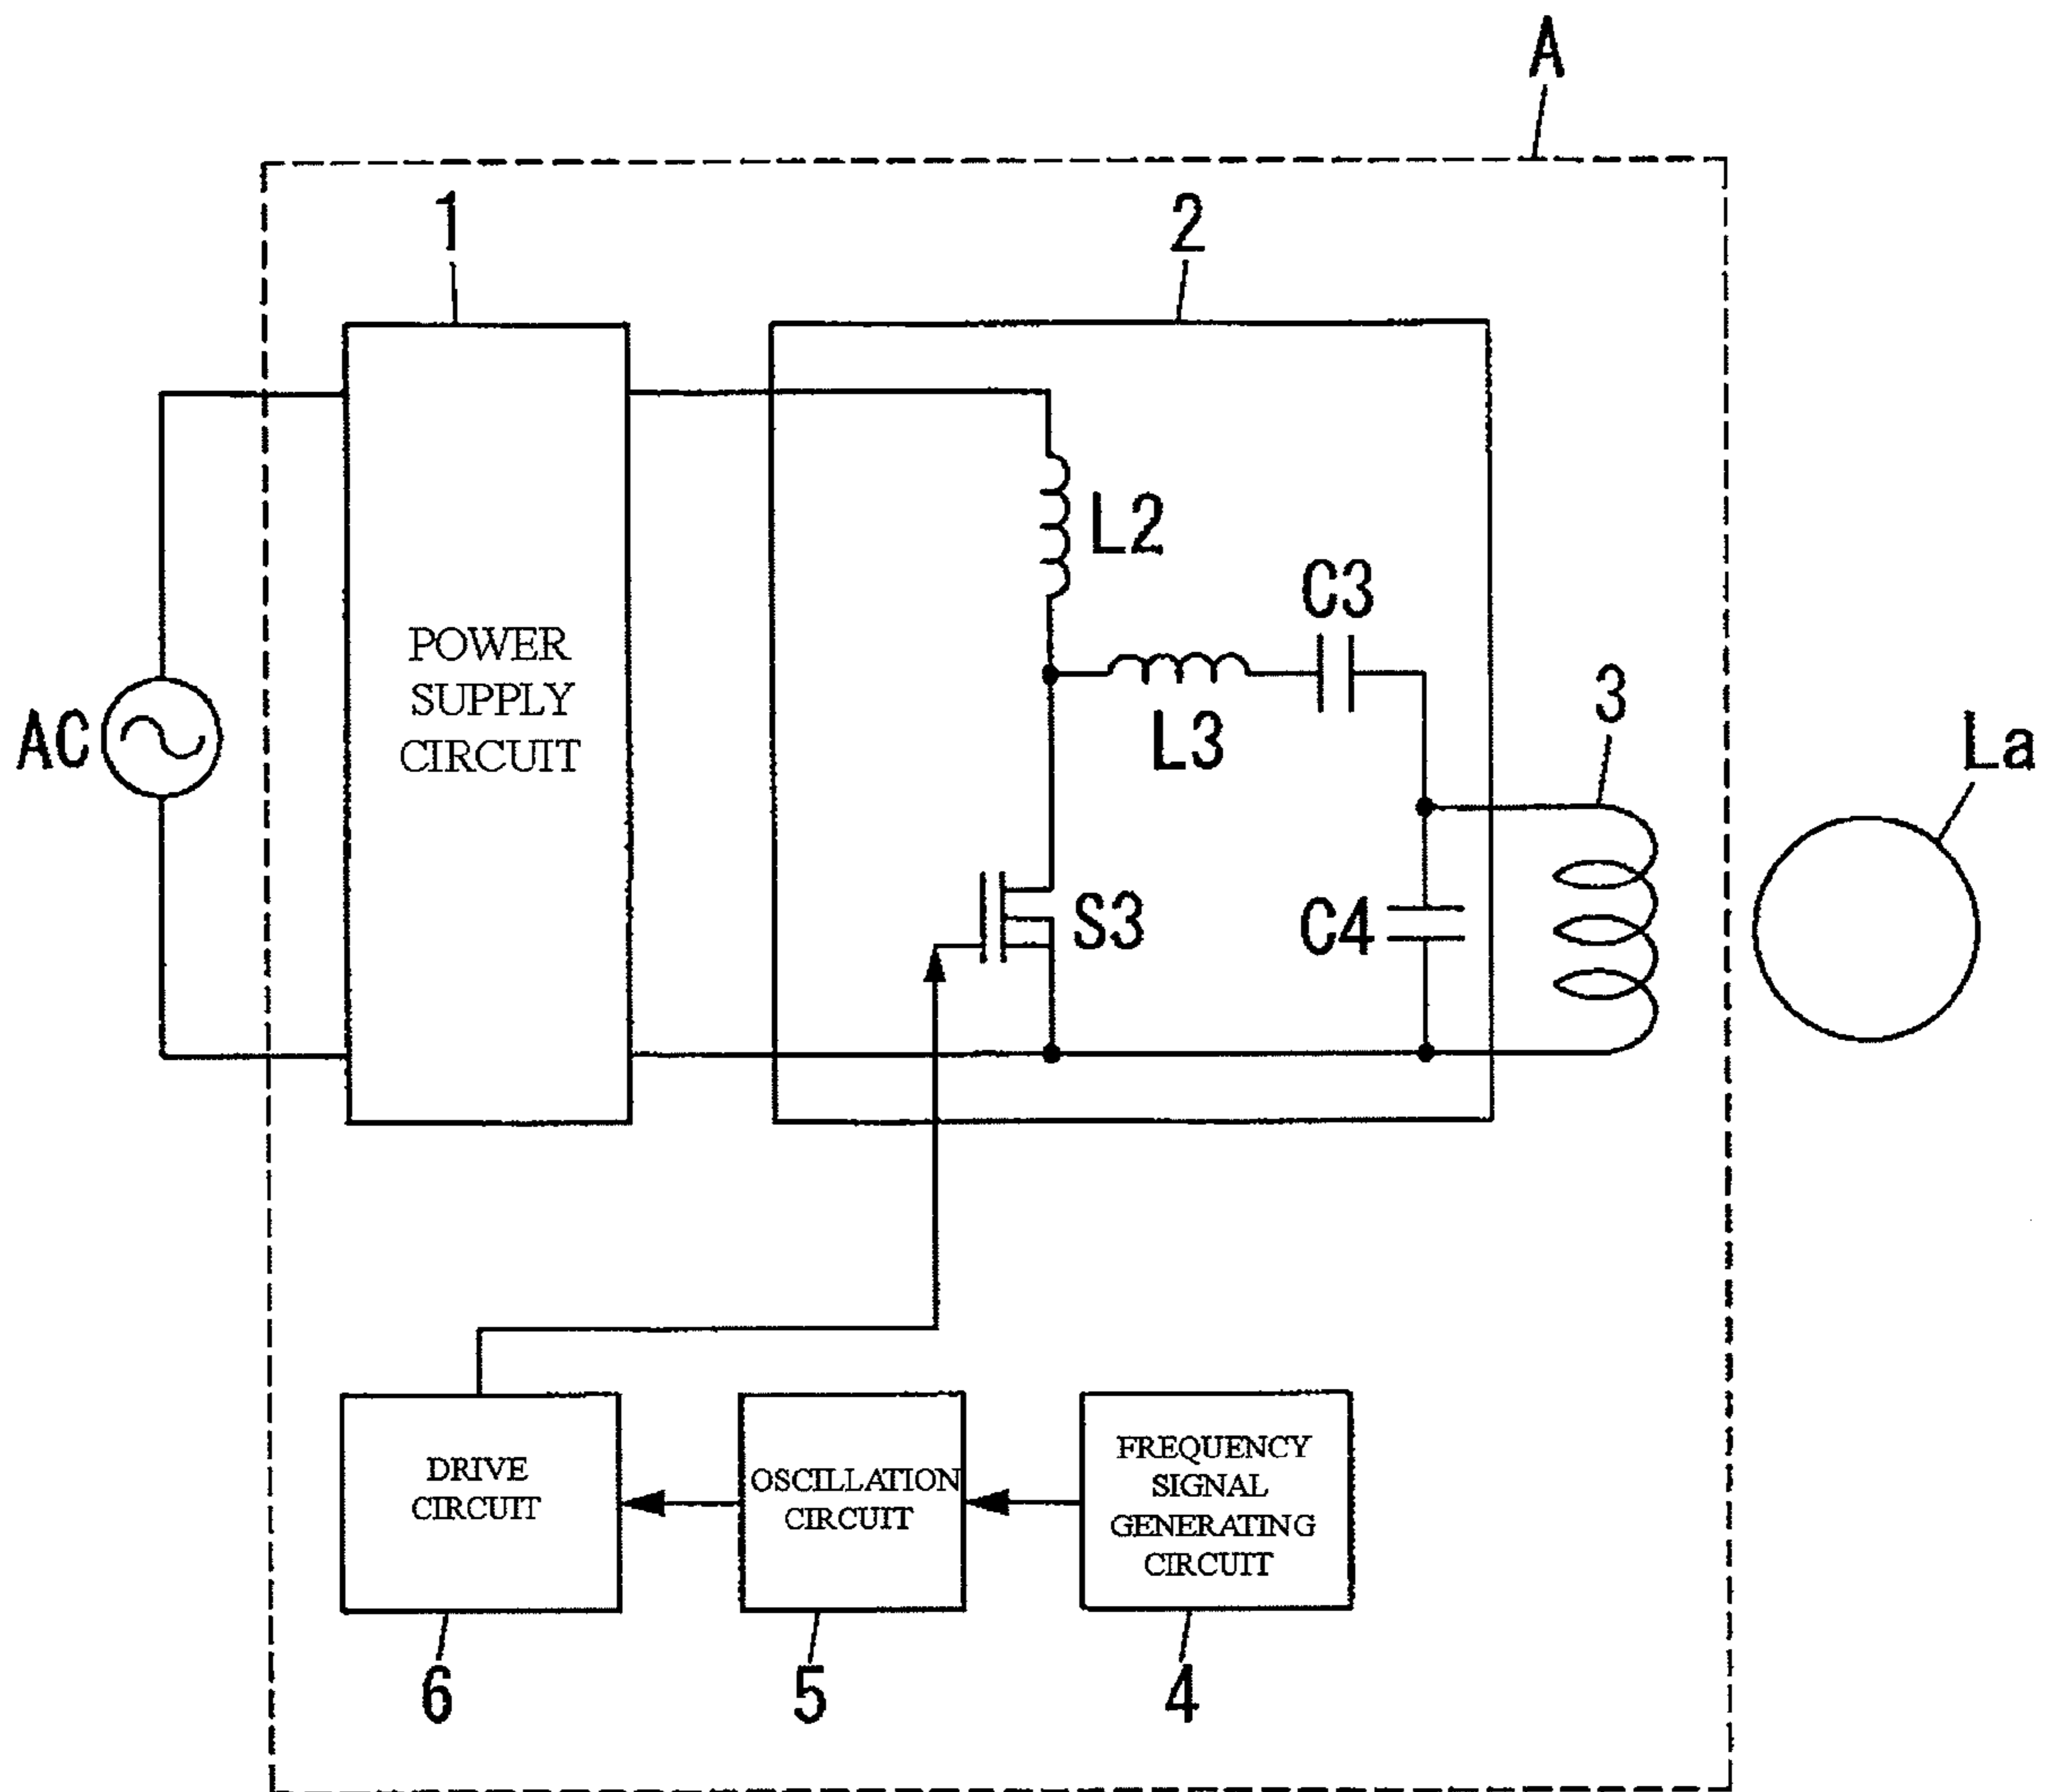 A
1
2
POWER
SUPPLY
CIRCUIT
L2
C3
L3
3
AC
La
S3
C4
DRIVE
CIRCUIT
OSCILLATION
CIRCUIT
FREQUENCY
SIGNAL
GENERATING
CIRCUIT
6
5
4